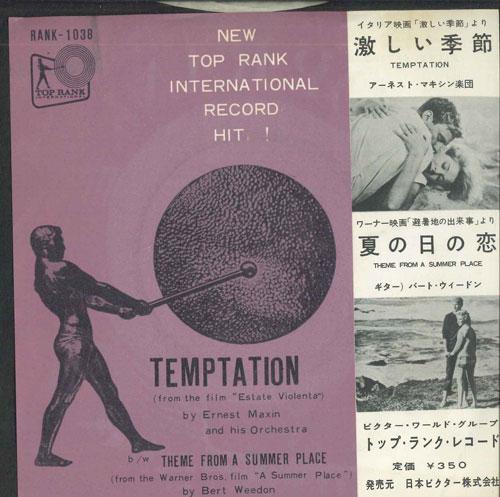 RANK-1038
TOP RANK
INTERNATIONAL
NEW
TOP RANK
INTERNATIONAL
RECORD
HIT !
TEMPTATION
(from the film "Estate Violenta")
by Ernest Maxin
and his Orchestra
b/w THEME FROM A SUMMER PLACE
(from the Warner Bros. film "A Summer Place")
by Bert Weedon
イタリア映画「激しい季節」より
激しい季節
TEMPTATION
アーネスト・マキシン楽団
ワーナー映画「避暑地の出来事」より
夏の日の恋
THEME FROM A SUMMER PLACE
ギター)バート・ウィードン
ビクター・ワールド・グループ
トップ・ランク・レコード
定価 ¥350
発売元 日本ビクター株式会社